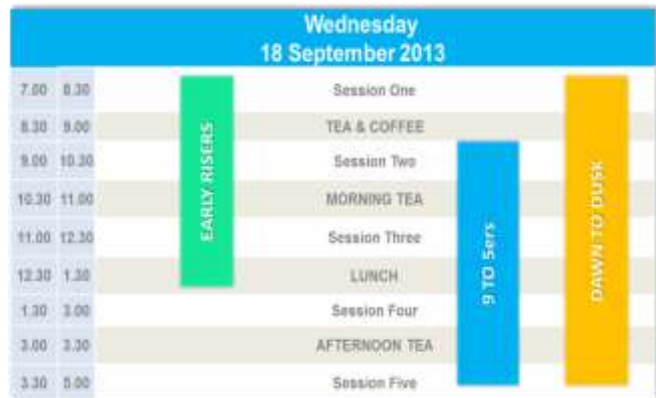 Wednesday
18 September 2013
7.00 8.30 Session One
8.30 9.00 TEA & COFFEE
9.00 10.30 Session Two
10.30 11.00 MORNING TEA
11.00 12.30 Session Three
12.30 1.30 LUNCH
1.30 3.00 Session Four
3.00 3.30 AFTERNOON TEA
3.30 5.00 Session Five
EARLY RISERS
9 TO 5ers
DAWN TO DUSK